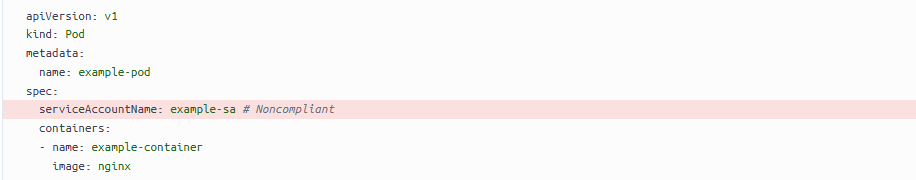 apiVersion: v1
kind: Pod
metadata:
  name: example-pod
spec:
  serviceAccountName: example-sa # Noncompliant
  containers:
  - name: example-container
    image: nginx